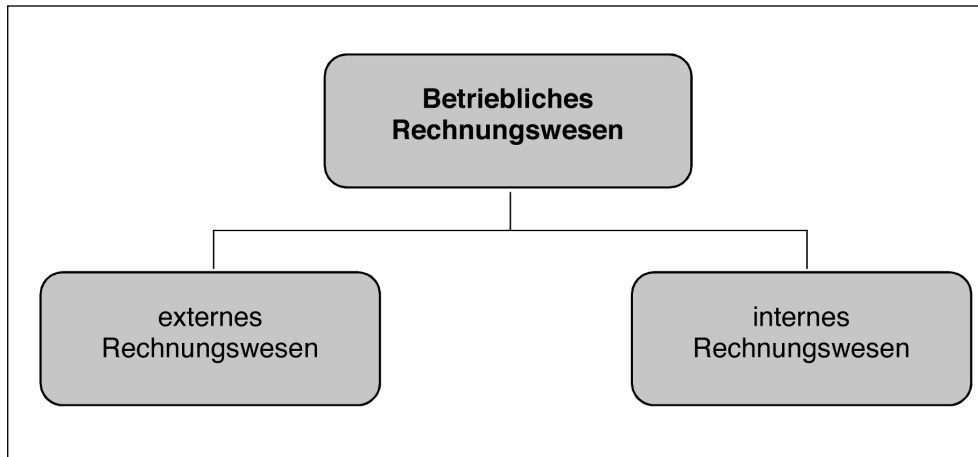 Betriebliches
Rechnungswesen
externes
Rechnungswesen
internes
Rechnungswesen